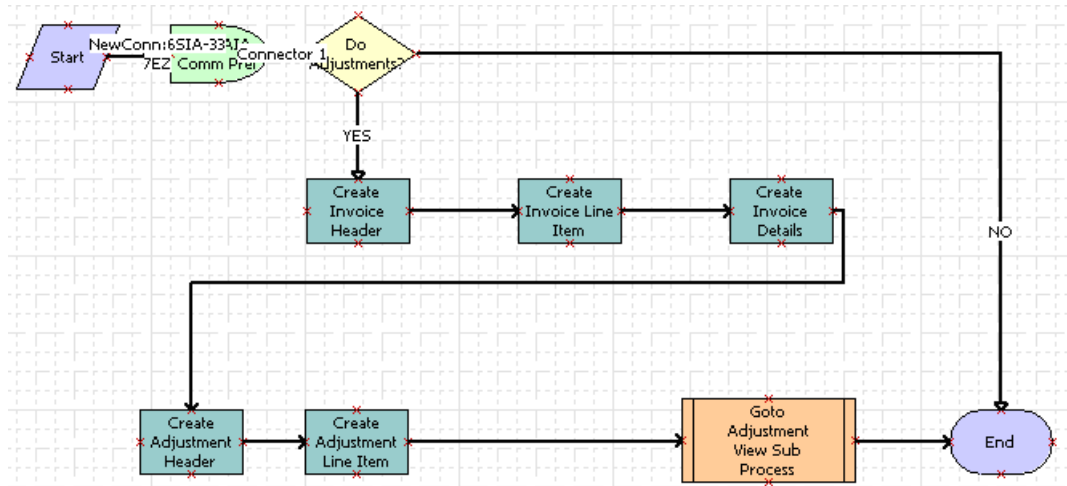 Start
NewConn
6SIA-33
7EZ
Comm Pre
Connector 1
Do
Adjustments?
YES
NO
Create
Invoice
Header
Create
Invoice Line
Item
Create
Invoice
Details
Create
Adjustment
Header
Create
Adjustment
Line Item
Goto
Adjustment
View Sub
Process
End